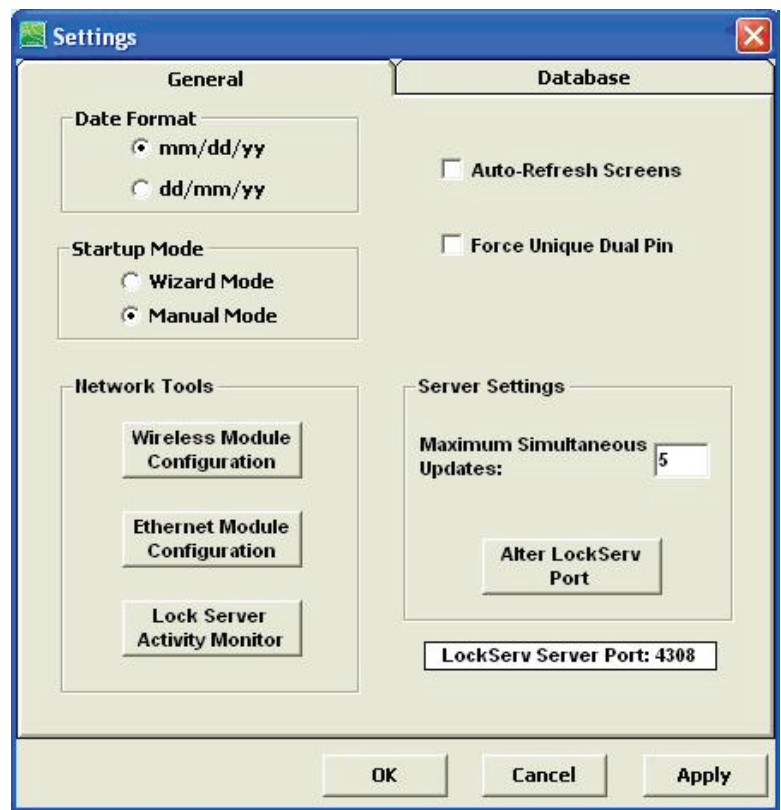 Settings
General
Database
Date Format
mm/dd/yy
dd/mm/yy
Auto-Refresh Screens
Force Unique Dual Pin
Startup Mode
Wizard Mode
Manual Mode
Network Tools
Wireless Module
Configuration
Ethernet Module
Configuration
Lock Server
Activity Monitor
Server Settings
Maximum Simultaneous
Updates:
5
Alter LockServ
Port
LockServ Server Port: 4308
OK
Cancel
Apply